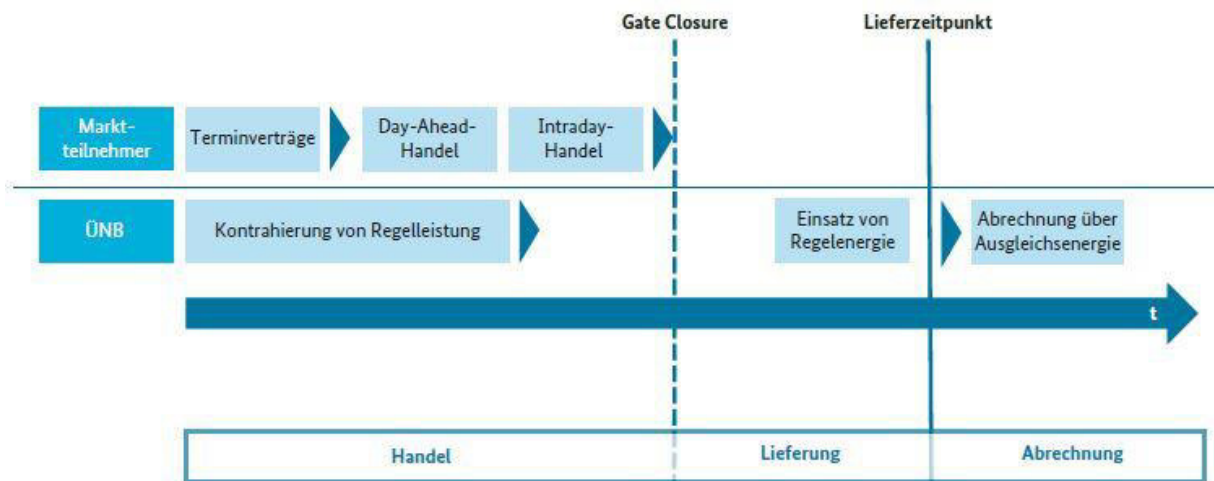 Gate Closure
Lieferzeitpunkt
Markt-
teilnehmer
Terminverträge
Day-Ahead-
Handel
Intraday-
Handel
ÜNB
Kontrahierung von Regelleistung
Einsatz von
Regelenergie
Abrechnung über
Ausgleichsenergie
t
Handel
Lieferung
Abrechnung